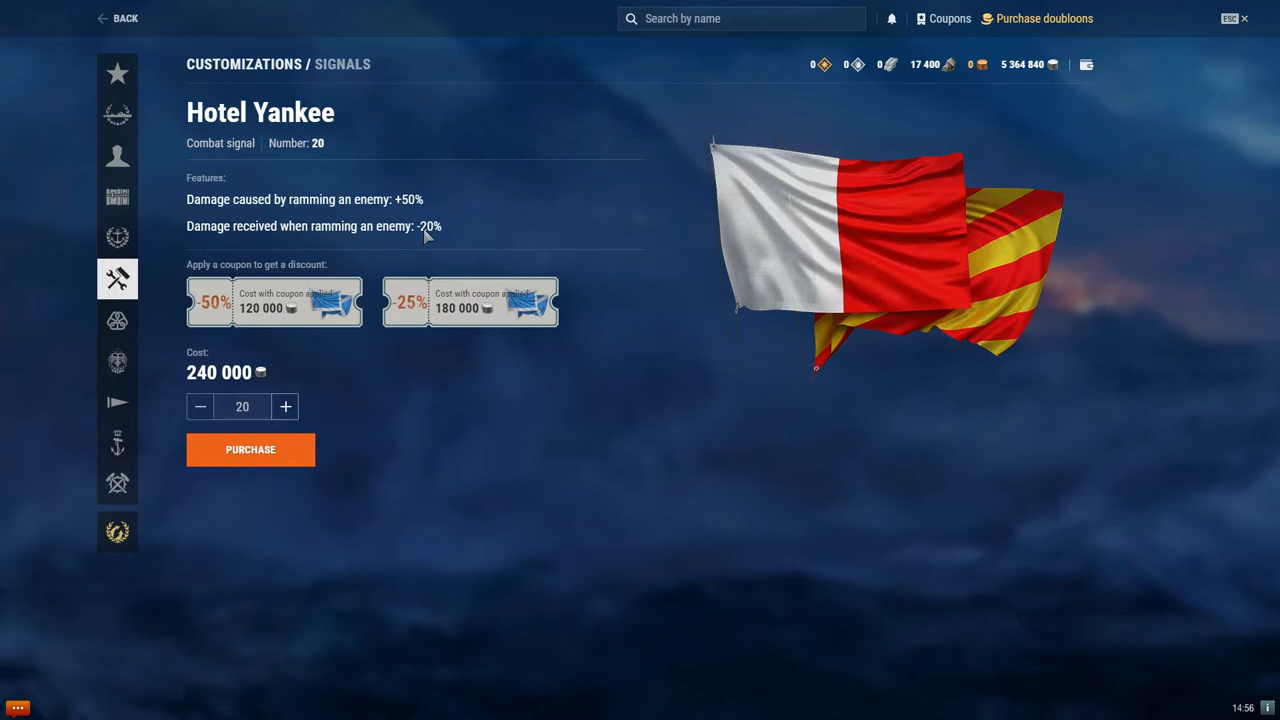 BACK
Search by name
Coupons
Purchase doubloons
ESC ×
CUSTOMIZATIONS / SIGNALS
0 0 0 17 400 0 5 364 840
Hotel Yankee
Combat signal Number: 20
Features:
Damage caused by ramming an enemy: +50%
Damage received when ramming an enemy: -20%
Apply a coupon to get a discount:
-50% Cost with coupon applied:
120 000
-25% Cost with coupon applied:
180 000
Cost:
240 000
− 20 +
PURCHASE
14:56